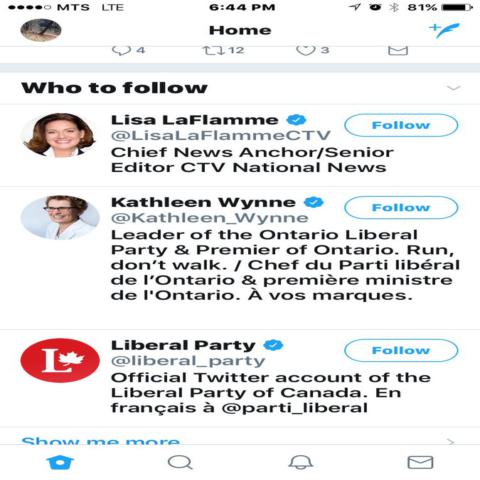 MTS LTE 6:44 PM 81%
Home
4 12 3
Who to follow
Lisa LaFlamme
@LisaLaFlammeCTV
Follow
Chief News Anchor/Senior
Editor CTV National News
Kathleen Wynne
@Kathleen_Wynne
Follow
Leader of the Ontario Liberal
Party & Premier of Ontario. Run,
don’t walk. / Chef du Parti libéral
de l’Ontario & première ministre
de l'Ontario. À vos marques.
L
Liberal Party
@liberal_party
Follow
Official Twitter account of the
Liberal Party of Canada. En
français à @parti_liberal
Show me more